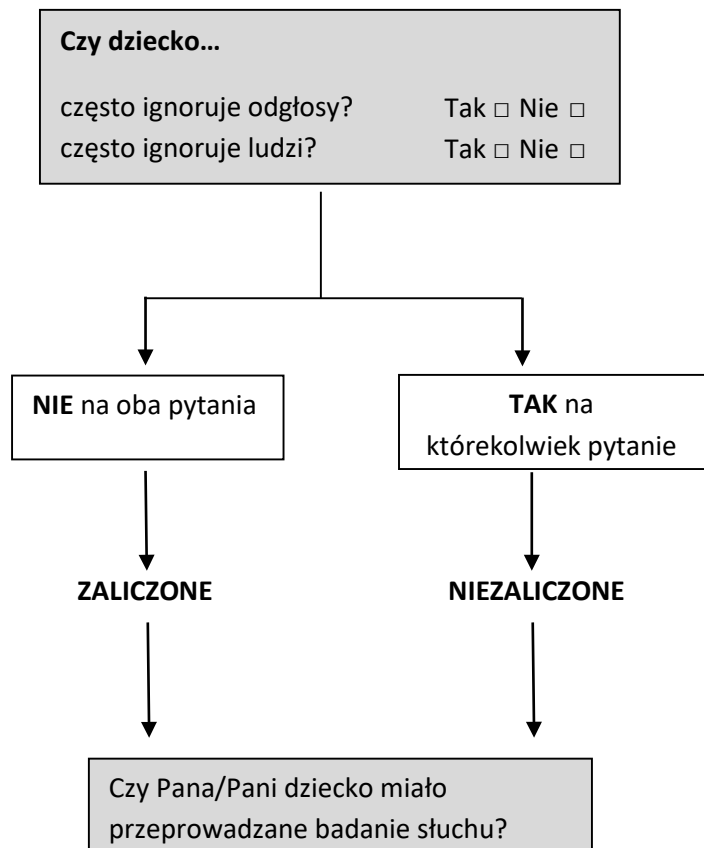 Czy dziecko…
często ignoruje odgłosy? Tak □ Nie □
często ignoruje ludzi? Tak □ Nie □
NIE na oba pytania
TAK na
którekolwiek pytanie
ZALICZONE
NIEZALICZONE
Czy Pana/Pani dziecko miało
przeprowadzane badanie słuchu?